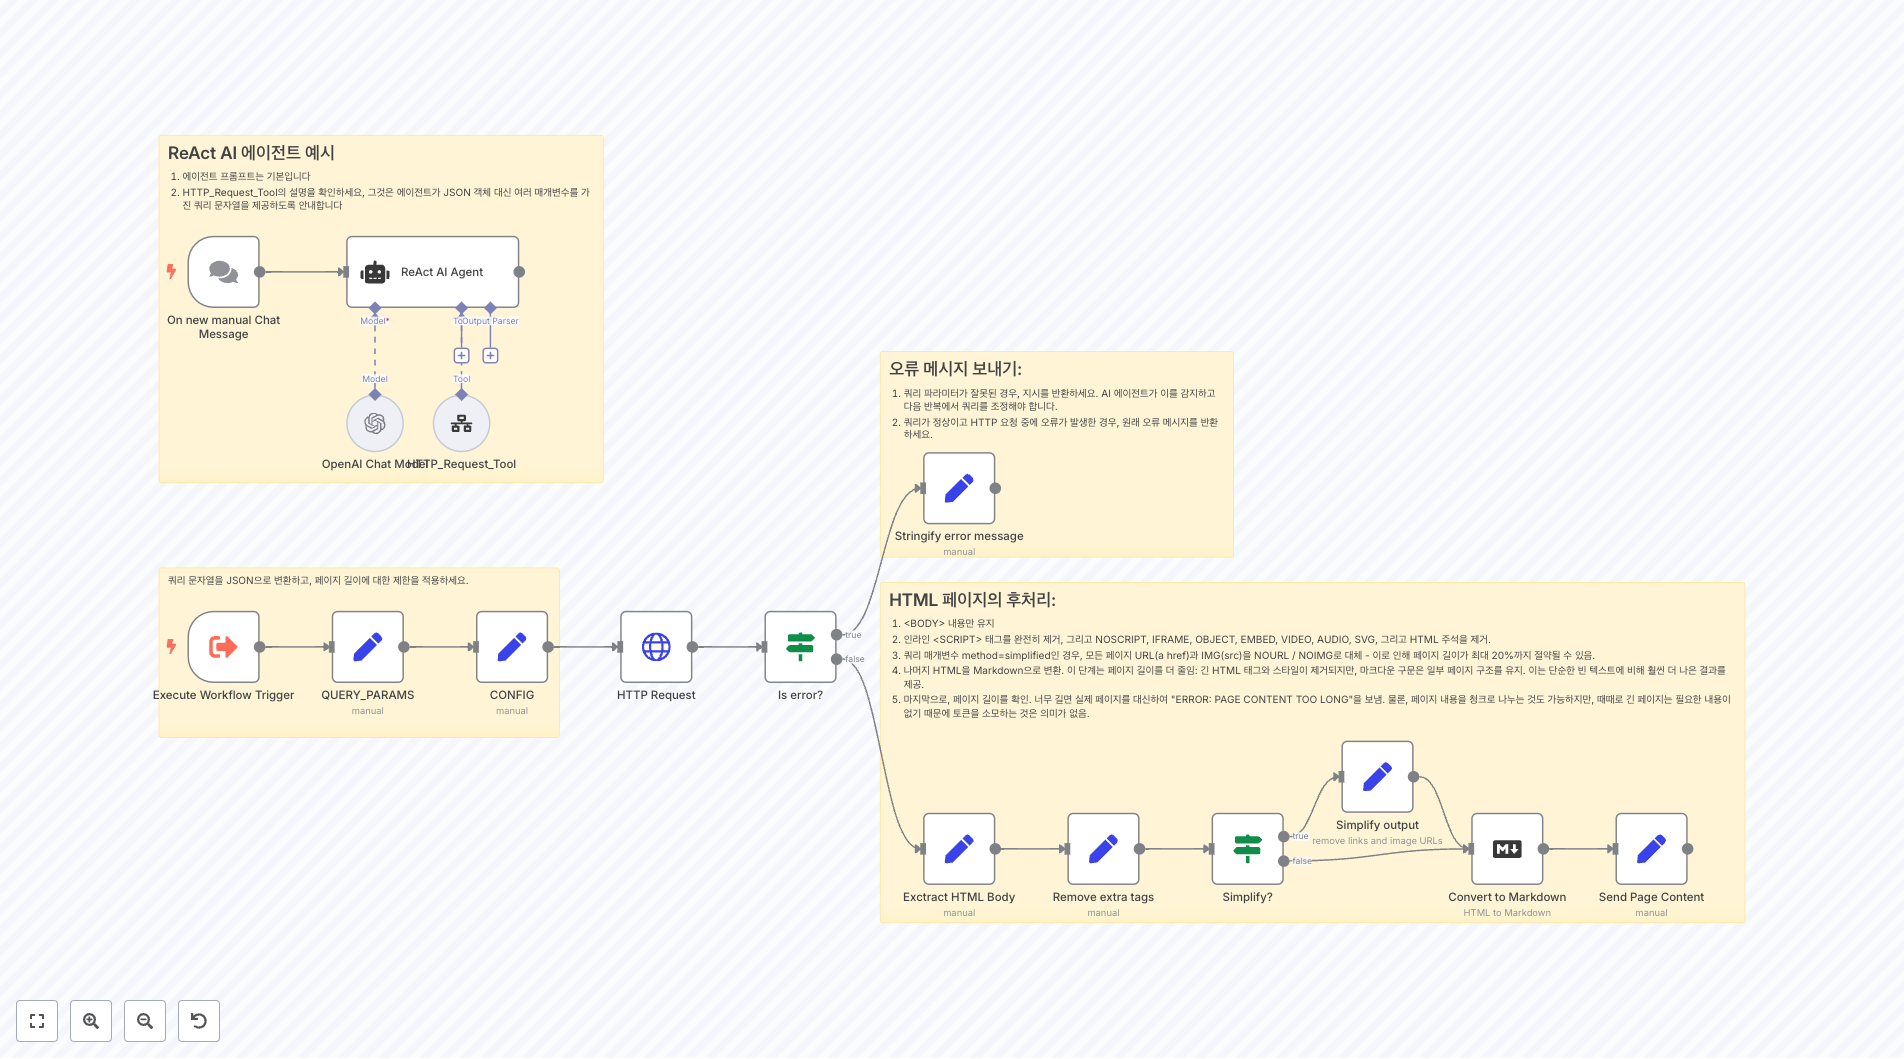 ReAct AI 에이전트 예시
1. 에이전트 프롬프트는 기본입니다
2. HTTP_Request_Tool의 설명을 확인하세요, 그것은 에이전트가 JSON 객체 대신 여러 매개변수를 가
진 쿼리 문자열을 제공하도록 안내합니다
On new manual Chat
Message
ReAct AI Agent
Model*
To
Output Parser
Model
Tool
OpenAI Chat Model
HTTP_Request_Tool
오류 메시지 보내기:
1. 쿼리 파라미터가 잘못된 경우, 지시를 반환하세요. AI 에이전트가 이를 감지하고
다음 반복에서 쿼리를 조정해야 합니다.
2. 쿼리가 정상이고 HTTP 요청 중에 오류가 발생한 경우, 원래 오류 메시지를 반환
하세요.
Stringify error message
manual
쿼리 문자열을 JSON으로 변환하고, 페이지 길이에 대한 제한을 적용하세요.
Execute Workflow Trigger
QUERY_PARAMS
manual
CONFIG
manual
HTTP Request
Is error?
true
false
HTML 페이지의 후처리:
1. <BODY> 내용만 유지
2. 인라인 <SCRIPT> 태그를 완전히 제거, 그리고 NOSCRIPT, IFRAME, OBJECT, EMBED, VIDEO, AUDIO, SVG, 그리고 HTML 주석을 제거.
3. 쿼리 매개변수 method=simplified인 경우, 모든 페이지 URL(a href)과 IMG(src)을 NOURL / NOIMG로 대체 - 이로 인해 페이지 길이가 최대 20%까지 절약될 수 있음.
4. 나머지 HTML을 Markdown으로 변환. 이 단계는 페이지 길이를 더 줄임: 긴 HTML 태그와 스타일이 제거되지만, 마크다운 구문은 일부 페이지 구조를 유지. 이는 단순한 빈 텍스트에 비해 훨씬 더 나은 결과를
제공.
5. 마지막으로, 페이지 길이를 확인. 너무 길면 실제 페이지를 대신하여 "ERROR: PAGE CONTENT TOO LONG"을 보냄. 물론, 페이지 내용을 청크로 나누는 것도 가능하지만, 때때로 긴 페이지는 필요한 내용이
없기 때문에 토큰을 소모하는 것은 의미가 없음.
Exctract HTML Body
manual
Remove extra tags
manual
Simplify?
true
false
Simplify output
remove links and image URLs
Convert to Markdown
HTML to Markdown
Send Page Content
manual